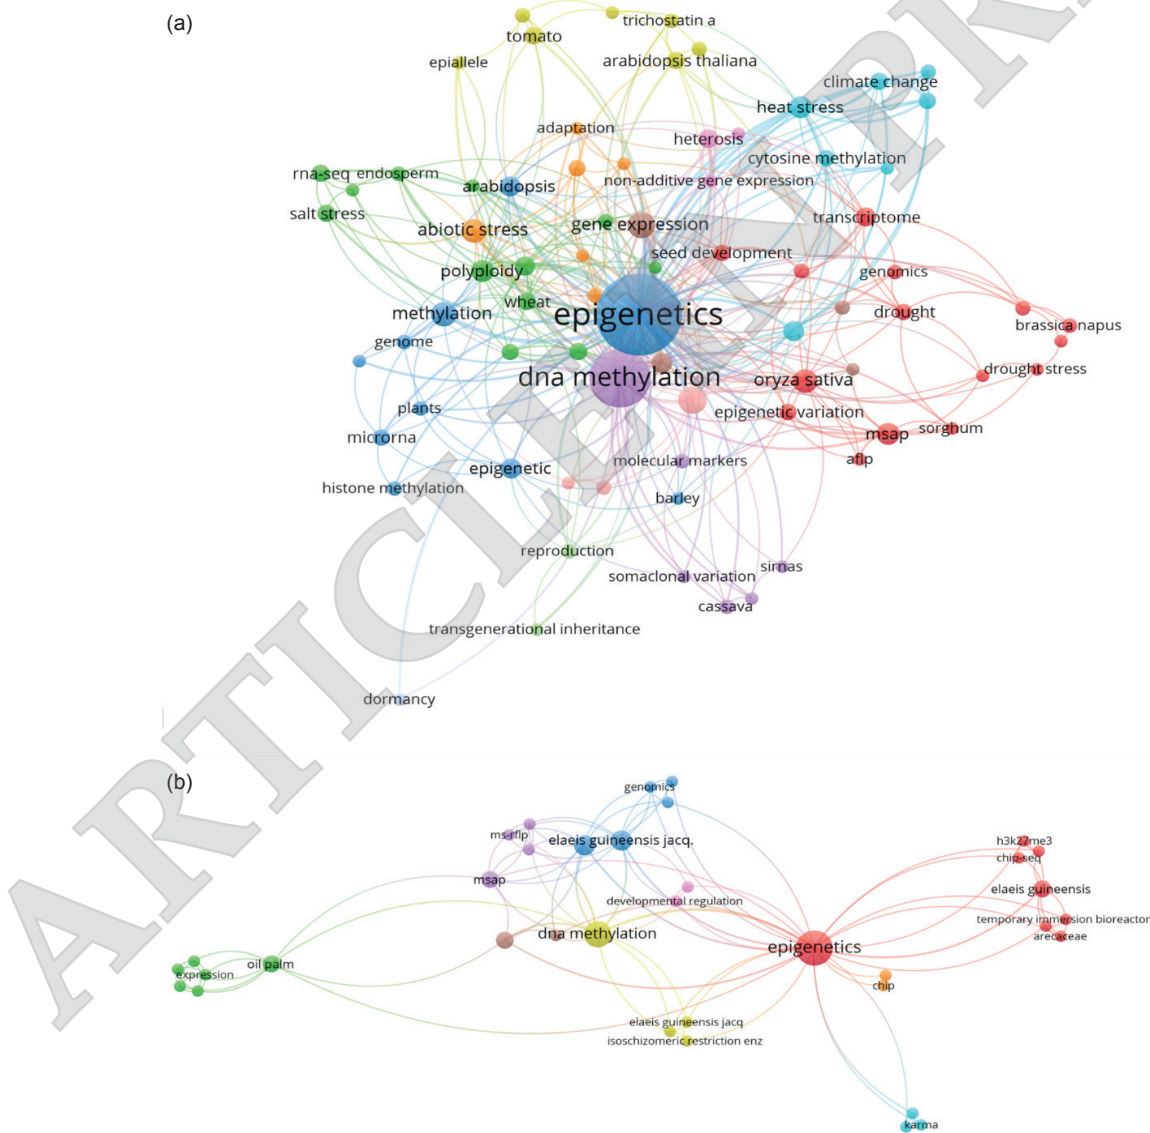 (a)
trichostatin a
tomato
epiallele
arabidopsis thaliana
climate change
heat stress
adaptation
heterosis
cytosine methylation
rna-seq
endosperm
arabidopsis
non-additive gene expression
salt stress
abiotic stress
gene expression
transcriptome
seed development
polyploidy
genomics
wheat
methylation
epigenetics
drought
brassica napus
genome
dna methylation
oryza sativa
drought stress
plants
epigenetic variation
microrna
msap
sorghum
aflp
epigenetic
molecular markers
histone methylation
barley
reproduction
sirnas
somaclonal variation
cassava
transgenerational inheritance
dormancy
(b)
genomics
ms-rflp
elaeis guineensis jacq.
h3k27me3
chip-seq
msap
elaeis guineensis
developmental regulation
temporary immersion bioreactor
dna methylation
arecaceae
epigenetics
oil palm
expression
chip
elaeis guineensis jacq
isoschizomeric restriction enz
karma
ARTICLE
PR